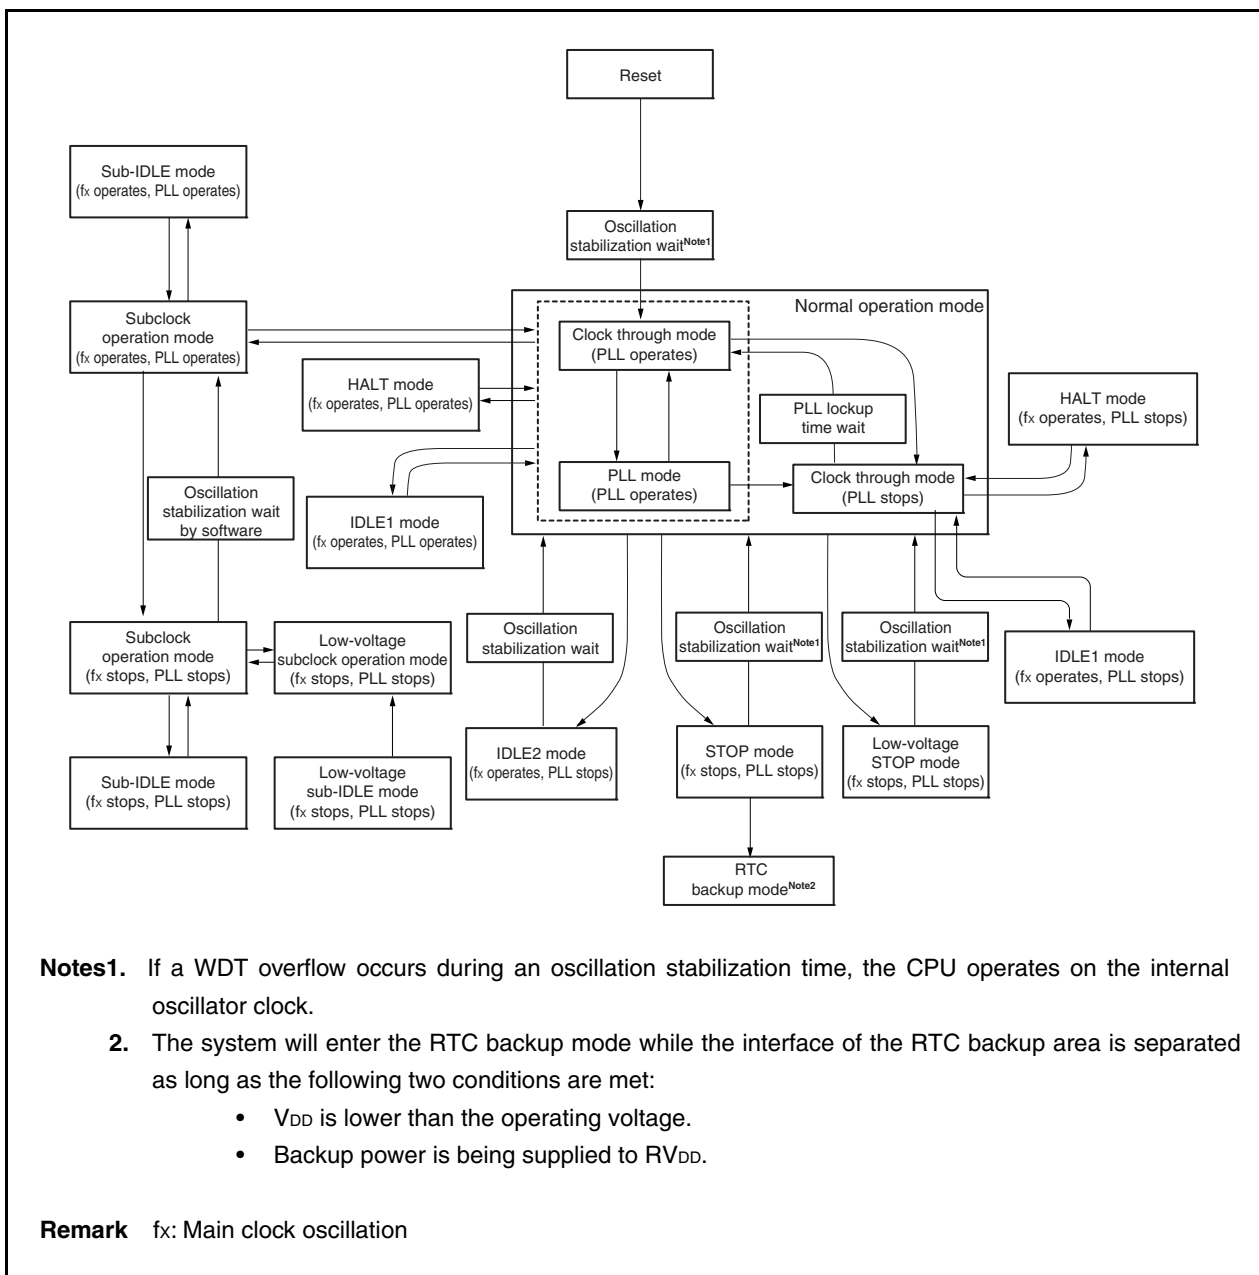 Reset
Sub-IDLE mode
(fx operates, PLL operates)
Oscillation
stabilization waitNote1
Normal operation mode
Subclock
operation mode
(fx operates, PLL operates)
Clock through mode
(PLL operates)
HALT mode
(fx operates, PLL operates)
PLL lockup
time wait
HALT mode
(fx operates, PLL stops)
PLL mode
(PLL operates)
Clock through mode
(PLL stops)
Oscillation
stabilization wait
by software
IDLE1 mode
(fx operates, PLL operates)
Subclock
operation mode
(fx stops, PLL stops)
Low-voltage
subclock operation mode
(fx stops, PLL stops)
Oscillation
stabilization wait
Oscillation
stabilization waitNote1
Oscillation
stabilization waitNote1
IDLE1 mode
(fx operates, PLL stops)
Sub-IDLE mode
(fx stops, PLL stops)
Low-voltage
sub-IDLE mode
(fx stops, PLL stops)
IDLE2 mode
(fx operates, PLL stops)
STOP mode
(fx stops, PLL stops)
Low-voltage
STOP mode
(fx stops, PLL stops)
RTC
backup modeNote2
Notes1. If a WDT overflow occurs during an oscillation stabilization time, the CPU operates on the internal
oscillator clock.
2. The system will enter the RTC backup mode while the interface of the RTC backup area is separated
as long as the following two conditions are met:
• VDD is lower than the operating voltage.
• Backup power is being supplied to RVDD.
Remark fx: Main clock oscillation